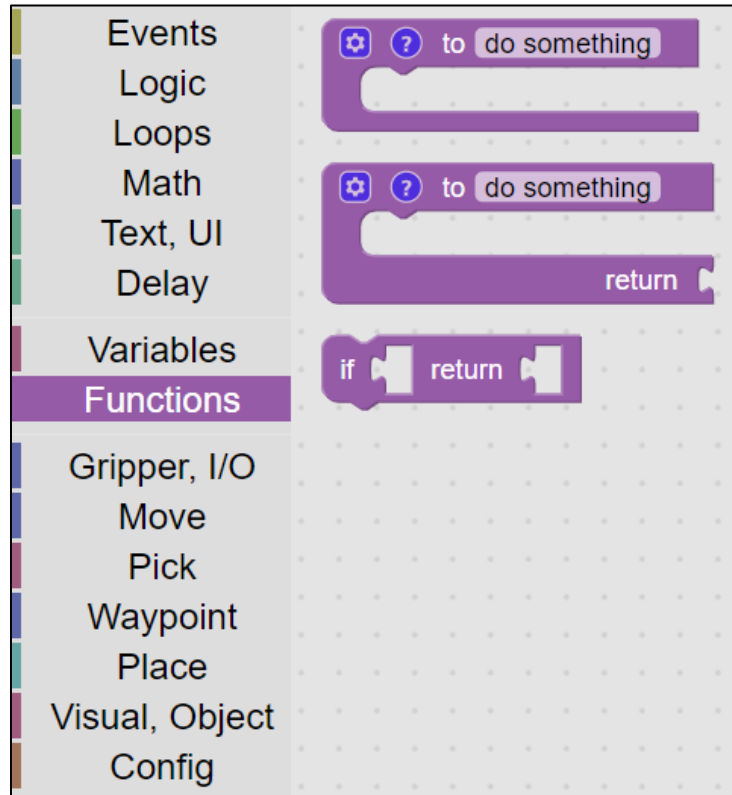 Events
Logic
Loops
Math
Text, UI
Delay
Variables
Functions
Gripper, I/O
Move
Pick
Waypoint
Place
Visual, Object
Config
? to do something
? to do something
return
if return